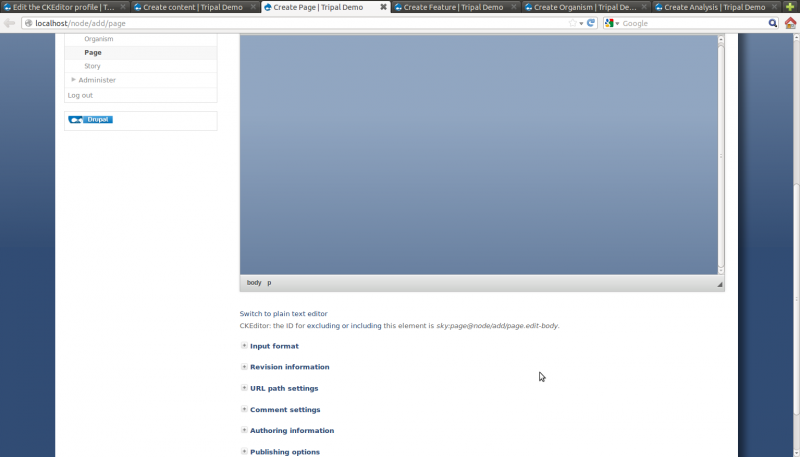 Edit the CKEditor profile | T...
Create content | Tripal Demo
Create Page | Tripal Demo
Create Feature | Tripal Demo
Create Organism | Tripal De...
Create Analysis | Tripal Demo
localhost/node/add/page
Google
Organism
Page
Story
Administer
Log out
Drupal
body p
Switch to plain text editor
CKEditor: the ID for excluding or including this element is sky:page@node/add/page.edit-body.
Input format
Revision information
URL path settings
Comment settings
Authoring information
Publishing options